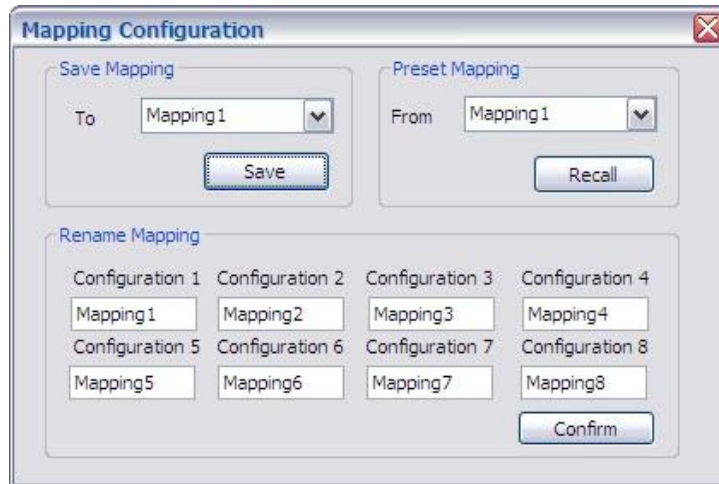 Mapping Configuration
Save Mapping
To Mapping1
Save
Preset Mapping
From Mapping1
Recall
Rename Mapping
Configuration 1 Configuration 2 Configuration 3 Configuration 4
Mapping1 Mapping2 Mapping3 Mapping4
Configuration 5 Configuration 6 Configuration 7 Configuration 8
Mapping5 Mapping6 Mapping7 Mapping8
Confirm